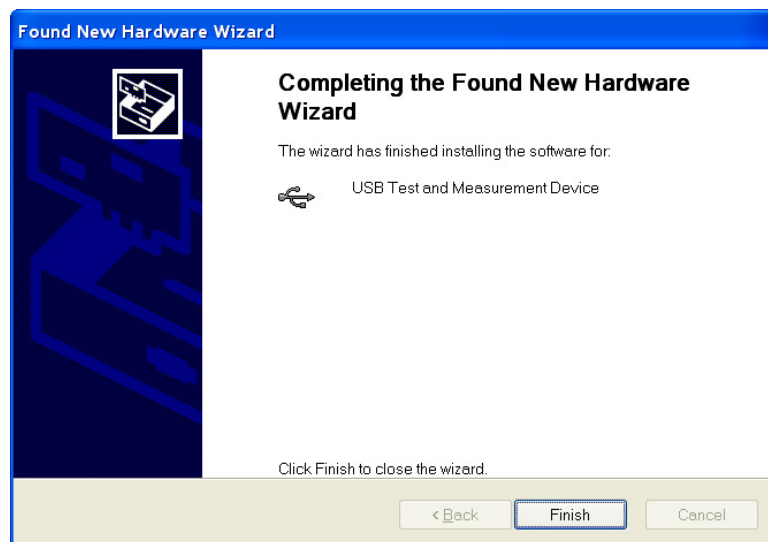 Found New Hardware Wizard
Completing the Found New Hardware
Wizard
The wizard has finished installing the software for:
USB Test and Measurement Device
Click Finish to close the wizard.
< Back
Finish
Cancel